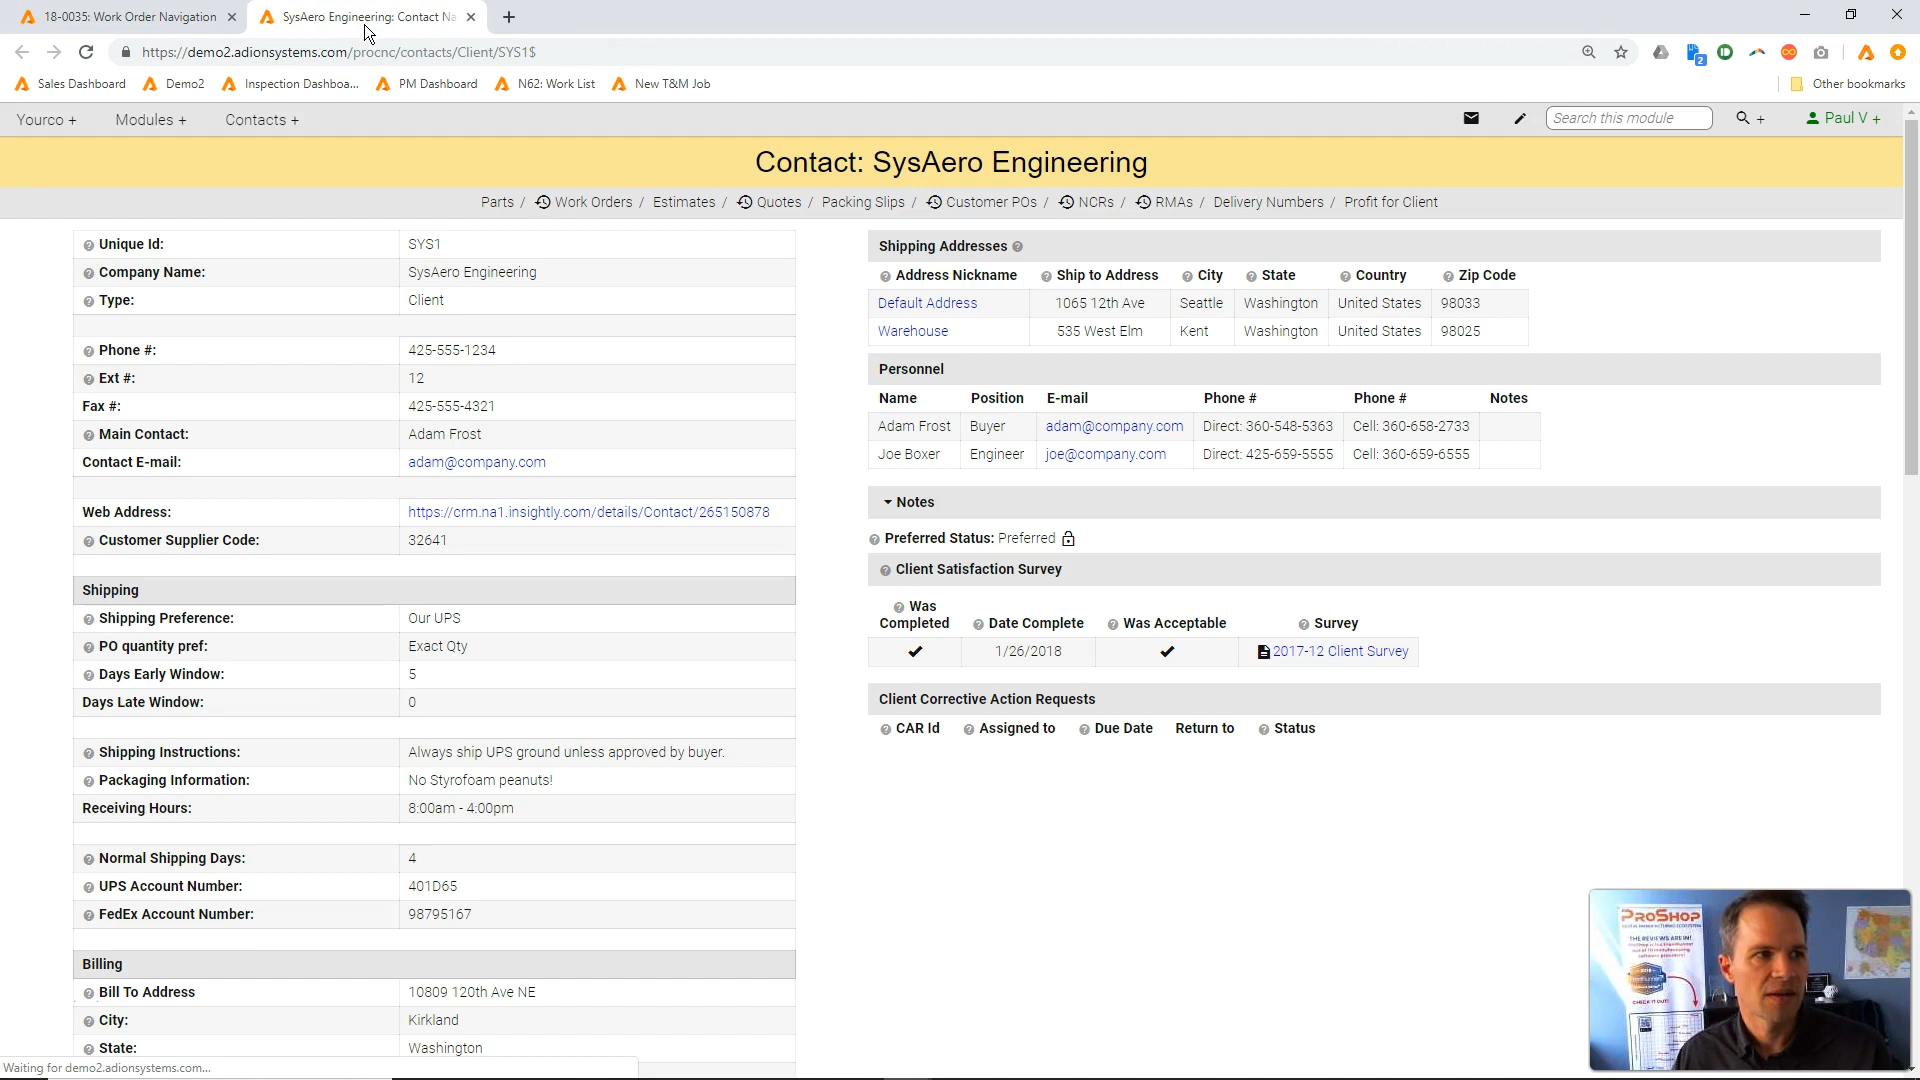 18-0035: Work Order Navigation
SysAero Engineering: Contact Na
https://demo2.adionsystems.com/procnc/contacts/Client/SYS1$
2
Sales Dashboard
Demo2
Inspection Dashboa...
PM Dashboard
N62: Work List
New T&M Job
Other bookmarks
Yourco +
Modules +
Contacts +
Search this module
+
Paul V +
Contact: SysAero Engineering
Parts / Work Orders / Estimates / Quotes / Packing Slips / Customer POs / NCRs / RMAs / Delivery Numbers / Profit for Client
Unique Id: SYS1
Company Name: SysAero Engineering
Type: Client
Phone #: 425-555-1234
Ext #: 12
Fax #: 425-555-4321
Main Contact: Adam Frost
Contact E-mail: adam@company.com
Web Address: https://crm.na1.insightly.com/details/Contact/265150878
Customer Supplier Code: 32641
Shipping
Shipping Preference: Our UPS
PO quantity pref: Exact Qty
Days Early Window: 5
Days Late Window: 0
Shipping Instructions: Always ship UPS ground unless approved by buyer.
Packaging Information: No Styrofoam peanuts!
Receiving Hours: 8:00am - 4:00pm
Normal Shipping Days: 4
UPS Account Number: 401D65
FedEx Account Number: 98795167
Billing
Bill To Address 10809 120th Ave NE
City: Kirkland
State: Washington
Waiting for demo2.adionsystems.com...
Shipping Addresses
Address Nickname Ship to Address City State Country Zip Code
Default Address 1065 12th Ave Seattle Washington United States 98033
Warehouse 535 West Elm Kent Washington United States 98025
Personnel
Name Position E-mail Phone # Phone # Notes
Adam Frost Buyer adam@company.com Direct: 360-548-5363 Cell: 360-658-2733
Joe Boxer Engineer joe@company.com Direct: 425-659-5555 Cell: 360-659-6555
Notes
Preferred Status: Preferred
Client Satisfaction Survey
Was
Completed Date Complete Was Acceptable Survey
1/26/2018 2017-12 Client Survey
Client Corrective Action Requests
CAR Id Assigned to Due Date Return to Status
PROSHOP
THE REVIEWS ARE IN!
CHECK IT OUT!